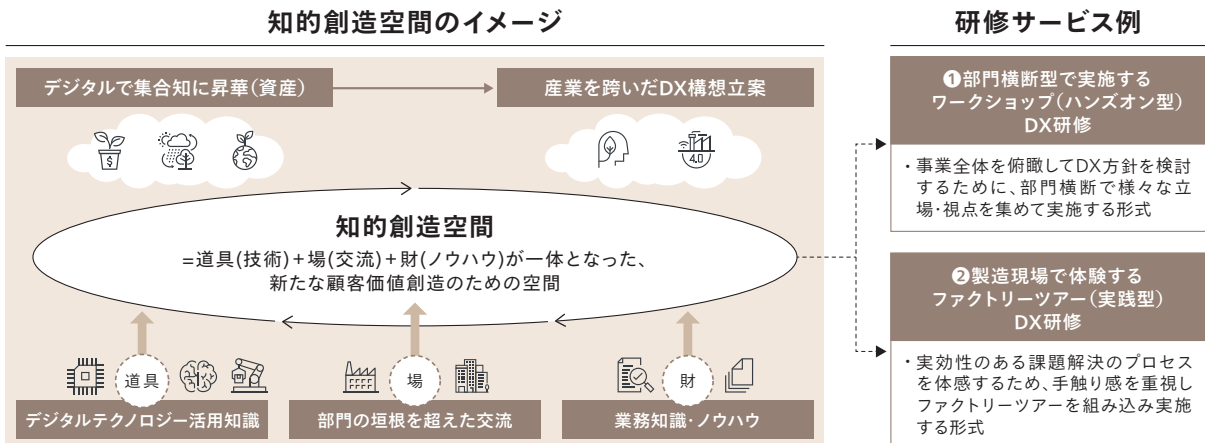 知的創造空間のイメージ
デジタルで集合知に昇華(資産)
産業を跨いだDX構想立案
$
4.0
知的創造空間
=道具(技術)+場(交流)+財(ノウハウ)が一体となった、
新たな顧客価値創造のための空間
道具
場
財
デジタルテクノロジー活用知識
部門の垣根を超えた交流
業務知識・ノウハウ
研修サービス例
❶部門横断型で実施する
ワークショップ(ハンズオン型)
DX研修
・事業全体を俯瞰してDX方針を検討
するために、部門横断で様々な立
場・視点を集めて実施する形式
❷製造現場で体験する
ファクトリーツアー(実践型)
DX研修
・実効性のある課題解決のプロセス
を体感するため、手触り感を重視し
ファクトリーツアーを組み込み実施
する形式